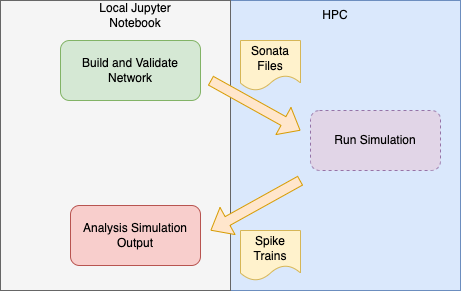 Local Jupyter
Notebook
HPC
Build and Validate
Network
Sonata
Files
Run Simulation
Analysis Simulation
Output
Spike
Trains